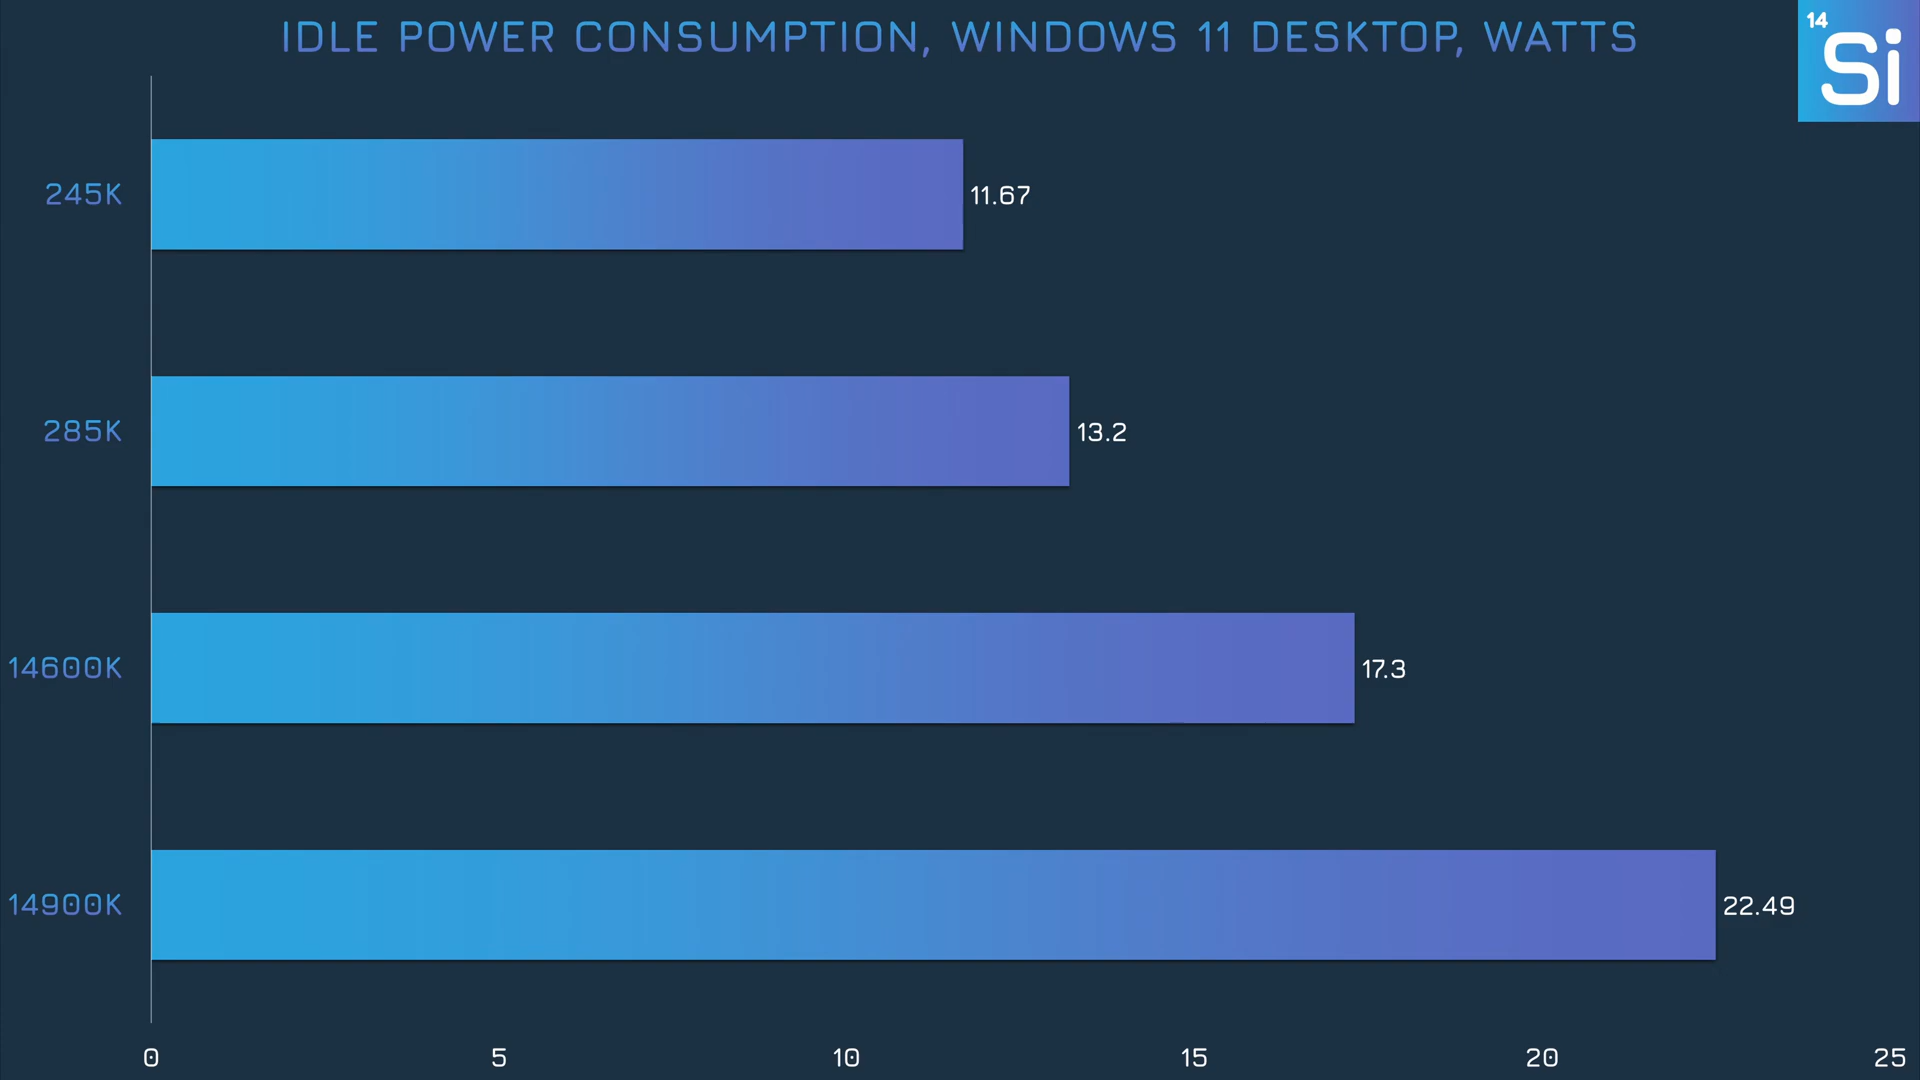 IDLE POWER CONSUMPTION, WINDOWS 11 DESKTOP, WATTS
14
Si
245K
11.67
285K
13.2
14600K
17.3
14900K
22.49
0 5 10 15 20 25